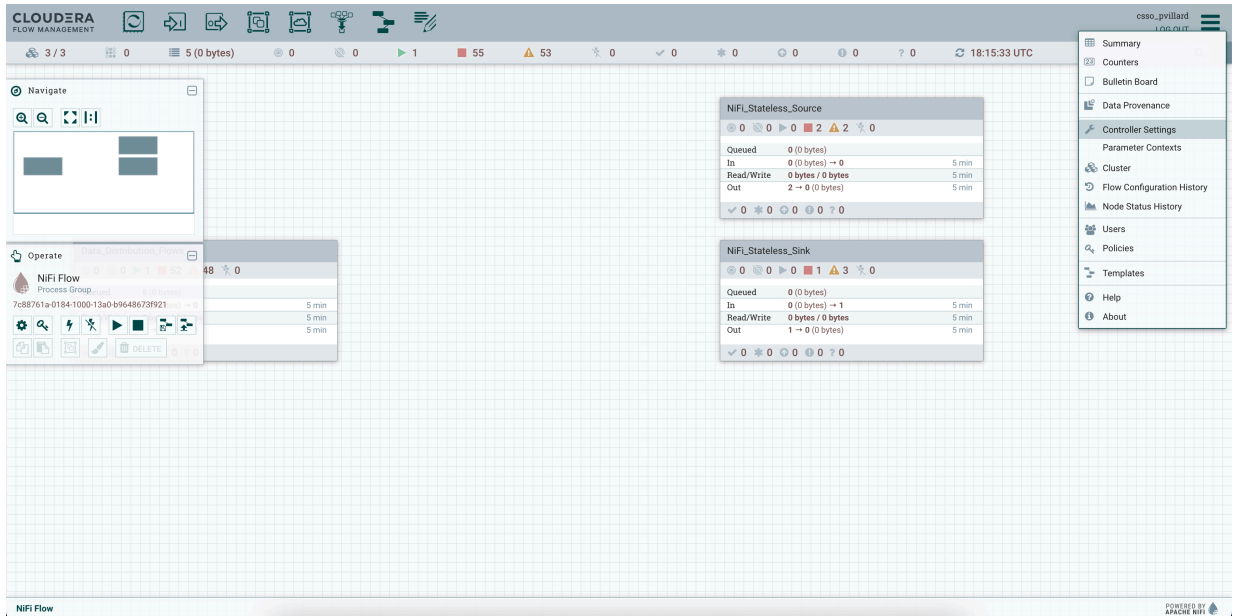 CLOUDERA
FLOW MANAGEMENT
csso_pvillard
LOG OUT
3 / 3 0 5 (0 bytes) 0 0 1 55 53 0 0 0 0 0 ? 0 18:15:33 UTC
Summary
Counters
Bulletin Board
Data Provenance
Controller Settings
Parameter Contexts
Cluster
Flow Configuration History
Node Status History
Users
Policies
Templates
Help
About
Navigate
Operate
NiFi Flow
Process Group
7c88761a-0184-1000-13a0-b9648673f921
DELETE
Data_Distribution_Flows
0 0 1 52 48 0
5 min
5 min
5 min
NiFi_Stateless_Source
0 0 0 2 2 0
Queued 0 (0 bytes)
In 0 (0 bytes) → 0 5 min
Read/Write 0 bytes / 0 bytes 5 min
Out 2 → 0 (0 bytes) 5 min
0 0 0 0 ? 0
NiFi_Stateless_Sink
0 0 0 1 3 0
Queued 0 (0 bytes)
In 0 (0 bytes) → 1 5 min
Read/Write 0 bytes / 0 bytes 5 min
Out 1 → 0 (0 bytes) 5 min
0 0 0 0 ? 0
NiFi Flow
POWERED BY
APACHE NIFI